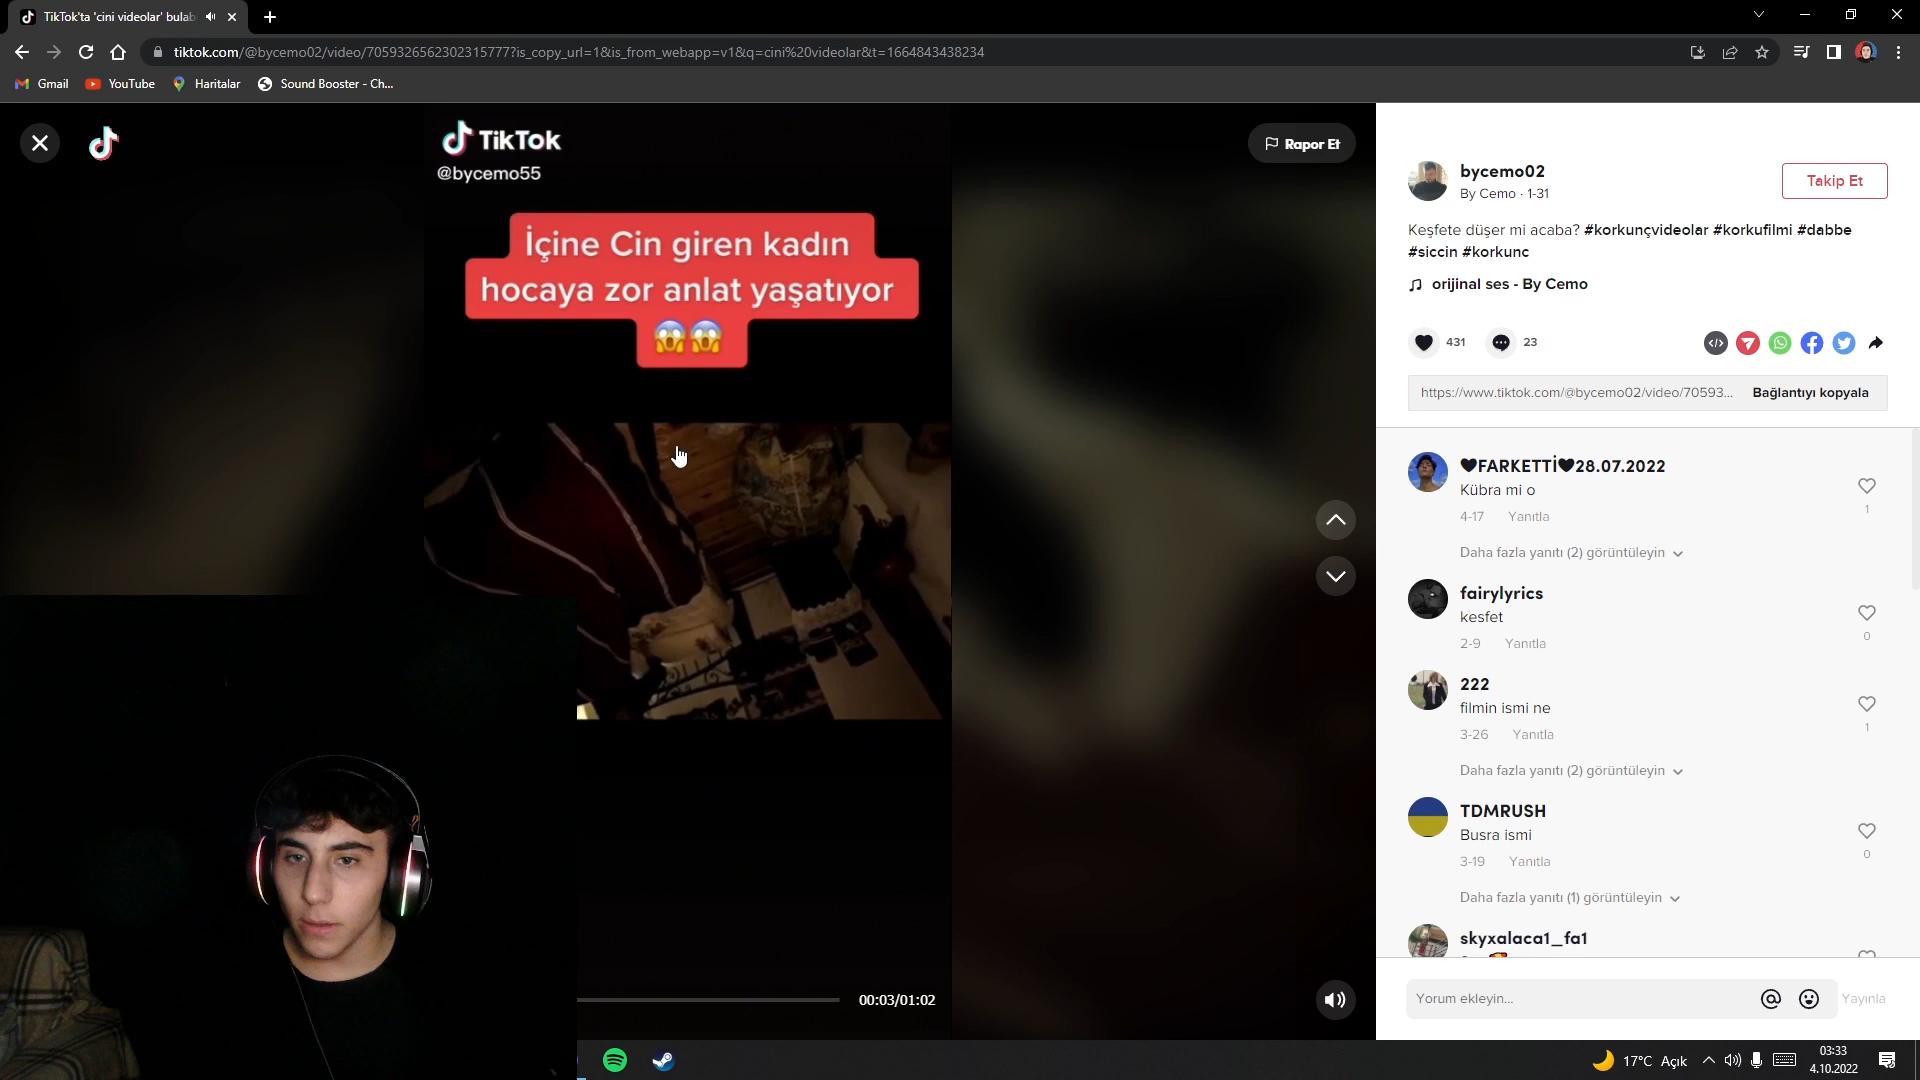 TikTok'ta 'cini videolar' bulab
tiktok.com/@bycemo02/video/7059326562302315777?is_copy_url=1&is_from_webapp=v1&q=cini%20videolar&t=1664843438234
Gmail
YouTube
Haritalar
Sound Booster - Ch...
TikTok
@bycemo55
Rapor Et
İçine Cin giren kadın
hocaya zor anlat yaşatıyor
😱😱
00:03/01:02
bycemo02
By Cemo · 1-31
Takip Et
Keşfete düşer mi acaba? #korkunçvideolar #korkufilmi #dabbe
#siccin #korkunc
orijinal ses - By Cemo
431
23
https://www.tiktok.com/@bycemo02/video/70593...
Bağlantıyı kopyala
🖤FARKETTİ🖤28.07.2022
Kübra mi o
4-17 Yanıtla
1
Daha fazla yanıtı (2) görüntüleyin
fairylyrics
kesfet
2-9 Yanıtla
0
222
filmin ismi ne
3-26 Yanıtla
1
Daha fazla yanıtı (2) görüntüleyin
TDMRUSH
Busra ismi
3-19 Yanıtla
0
Daha fazla yanıtı (1) görüntüleyin
skyxalaca1_fa1
Yorum ekleyin...
Yayınla
17°C Açık
03:33
4.10.2022